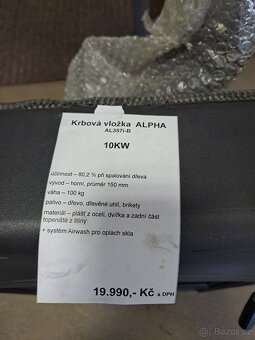 Krbová vložka ALPHA
AL357i-B
10KW
účinnost – 80,2 % při spalování dřeva
vývod – horní, průměr 150 mm
váha – 100 kg
palivo – dřevo, dřevěné uhlí, brikety
materiál – plášť z oceli, dvířka a zadní část
topeniště z litiny
* systém Airwash pro oplach skla
19.990,- Kč s DPH
Bazoš.cz